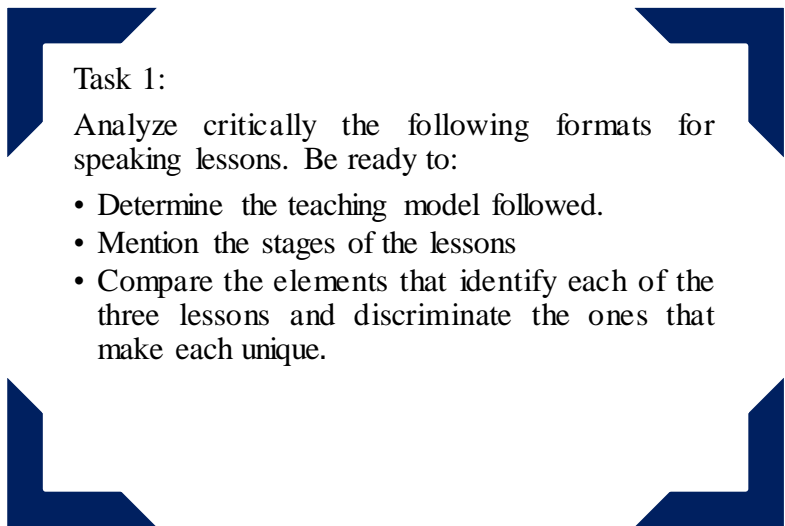 Task 1:
Analyze critically the following formats for
speaking lessons. Be ready to:
• Determine the teaching model followed.
• Mention the stages of the lessons
• Compare the elements that identify each of the
three lessons and discriminate the ones that
make each unique.